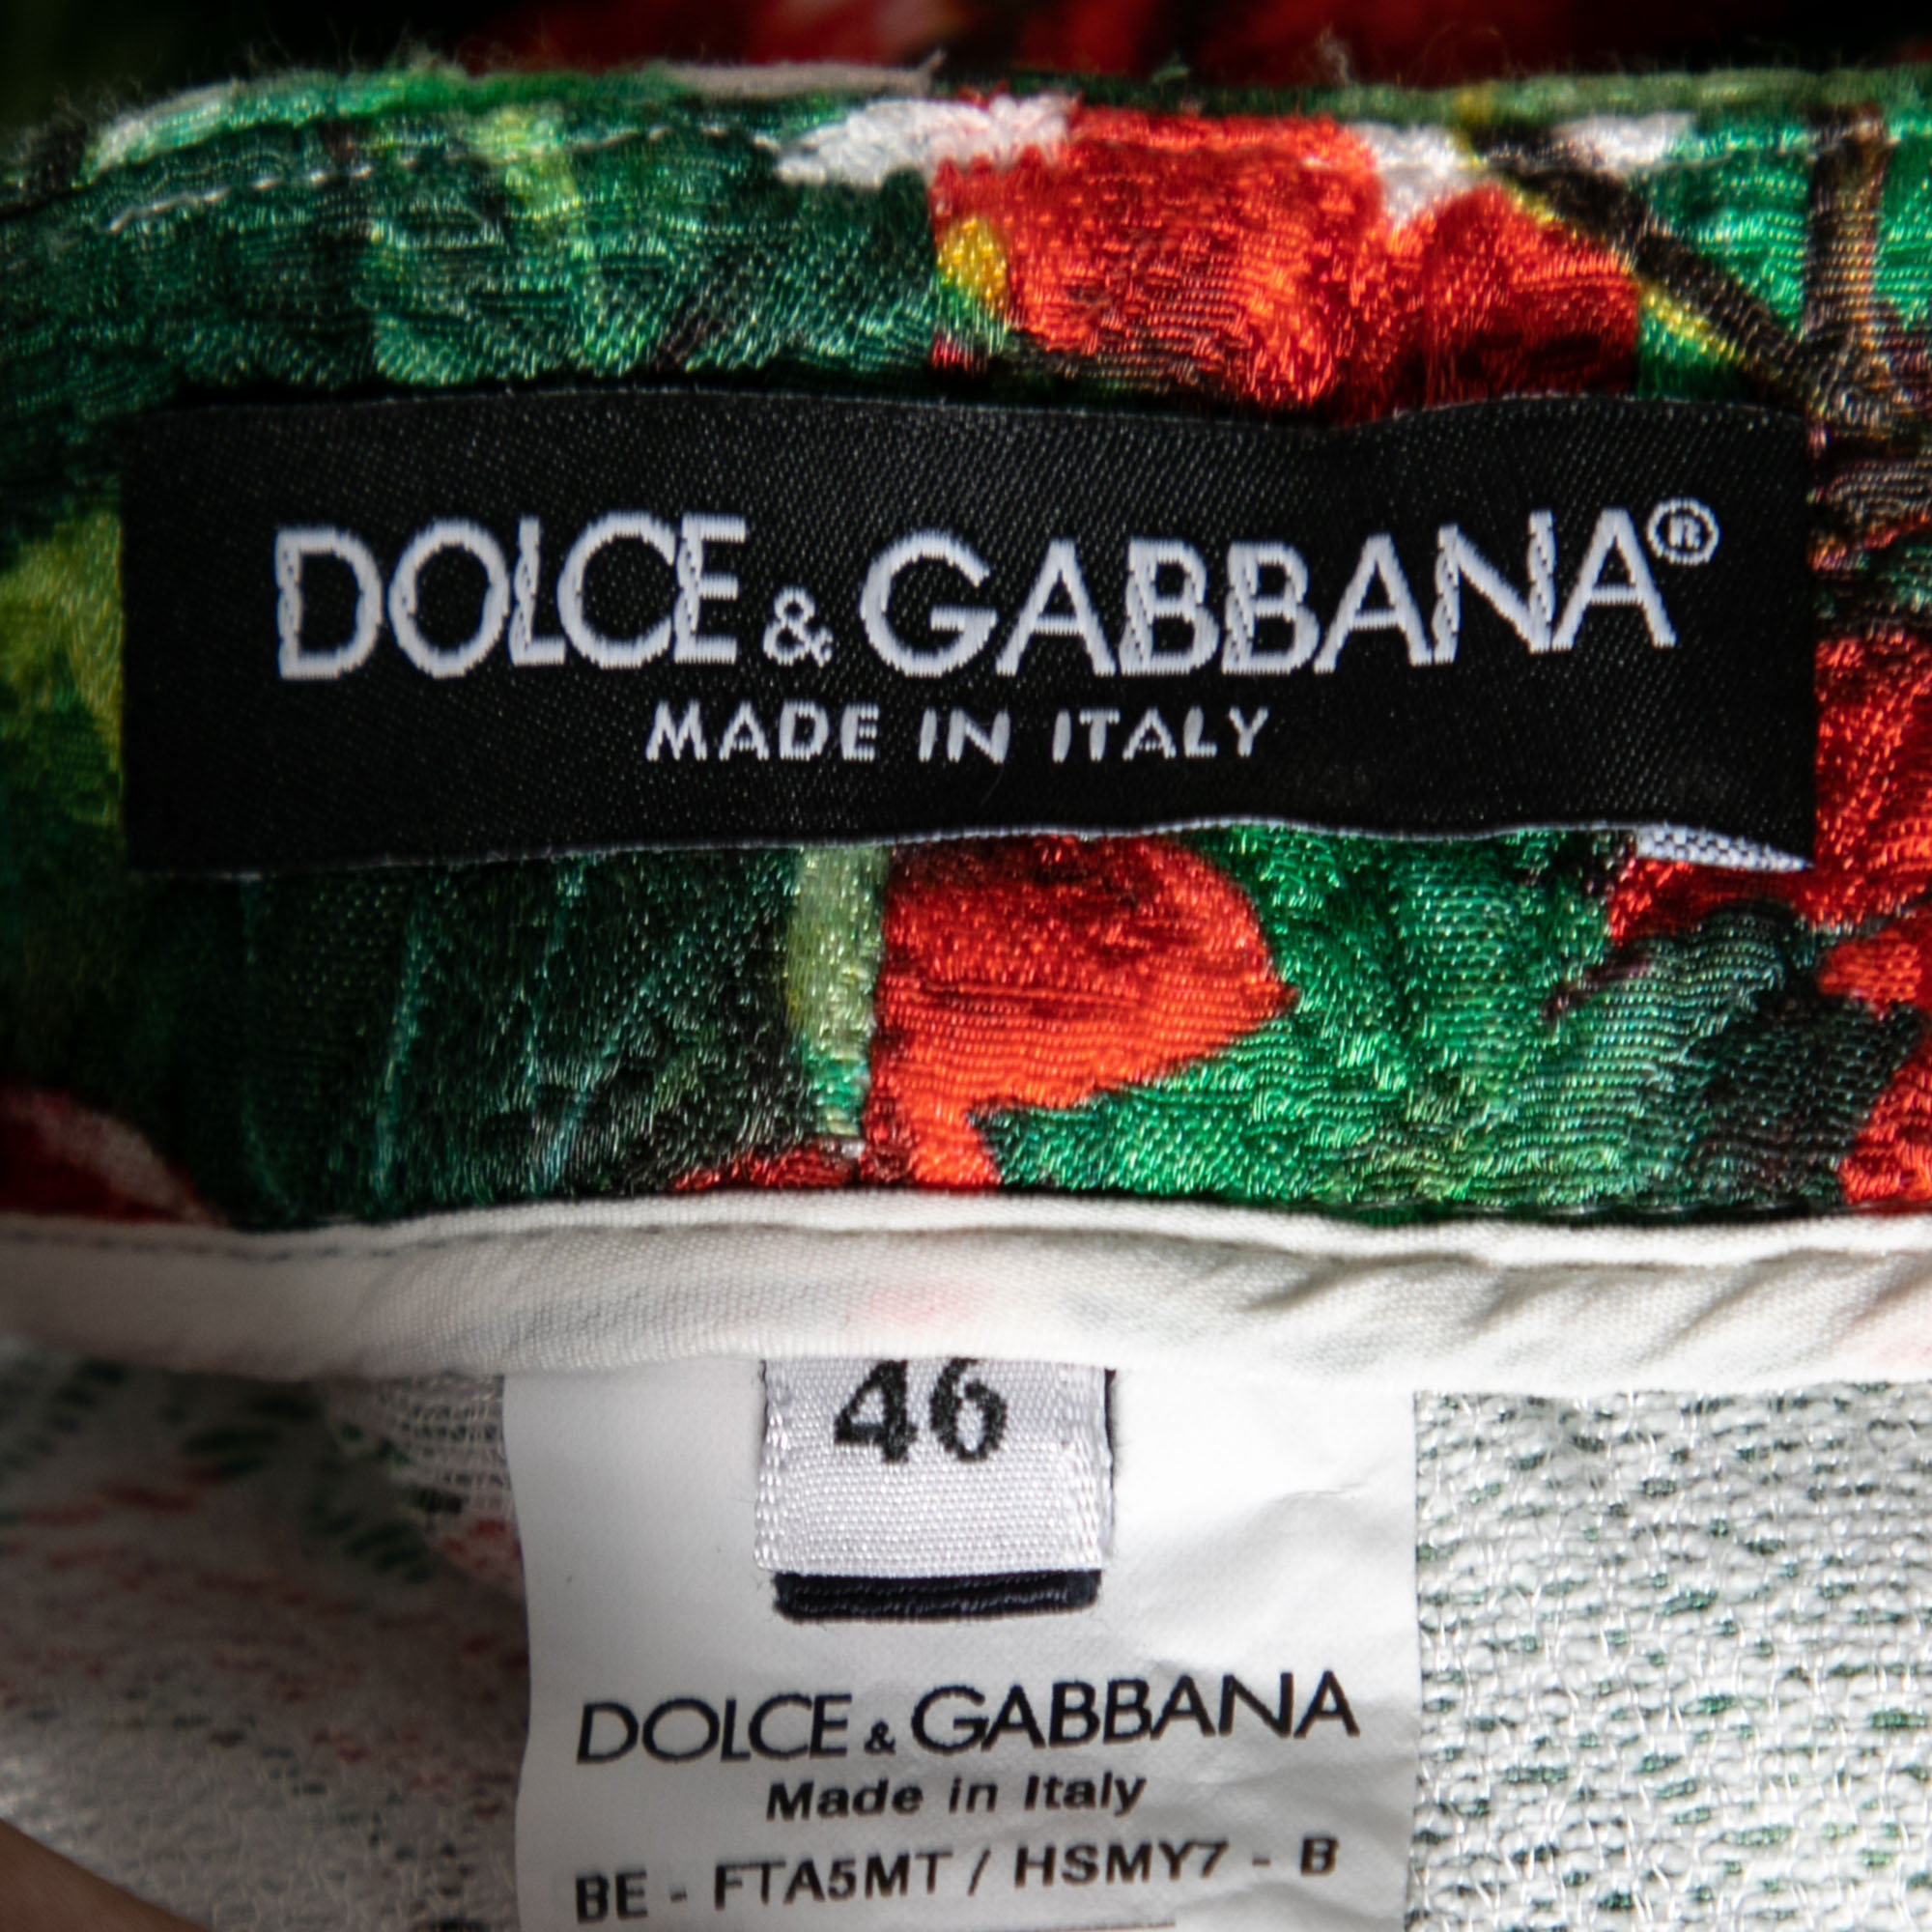 DOLCE & GABBANA®
MADE IN ITALY
46
DOLCE & GABBANA
Made in Italy
BE - FTA5MT / HSMY7 - B